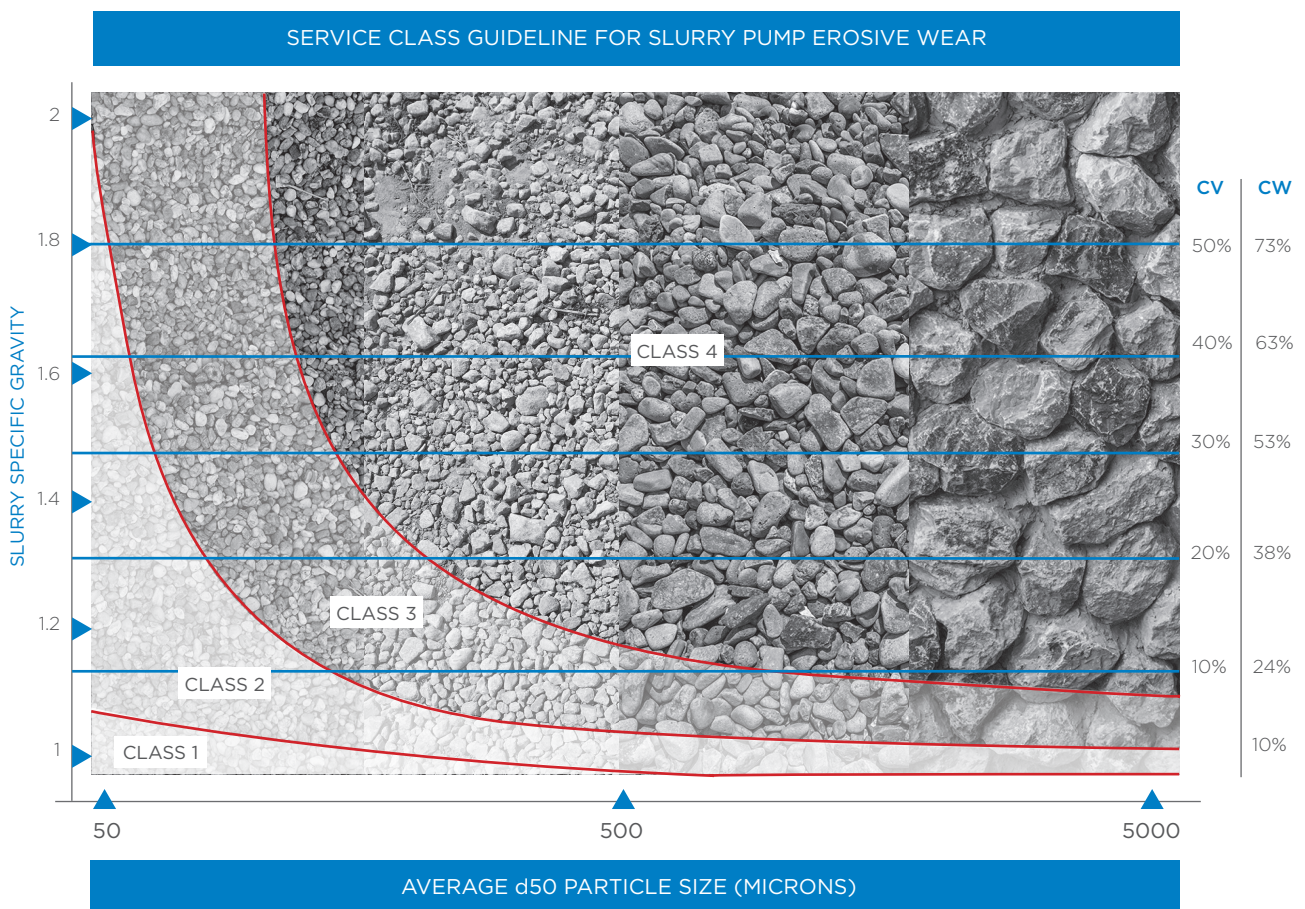 SERVICE CLASS GUIDELINE FOR SLURRY PUMP EROSIVE WEAR
SLURRY SPECIFIC GRAVITY
2
1.8
1.6
1.4
1.2
1
CLASS 4
CLASS 3
CLASS 2
CLASS 1
CV CW
50% 73%
40% 63%
30% 53%
20% 38%
10% 24%
10%
50 500 5000
AVERAGE d50 PARTICLE SIZE (MICRONS)